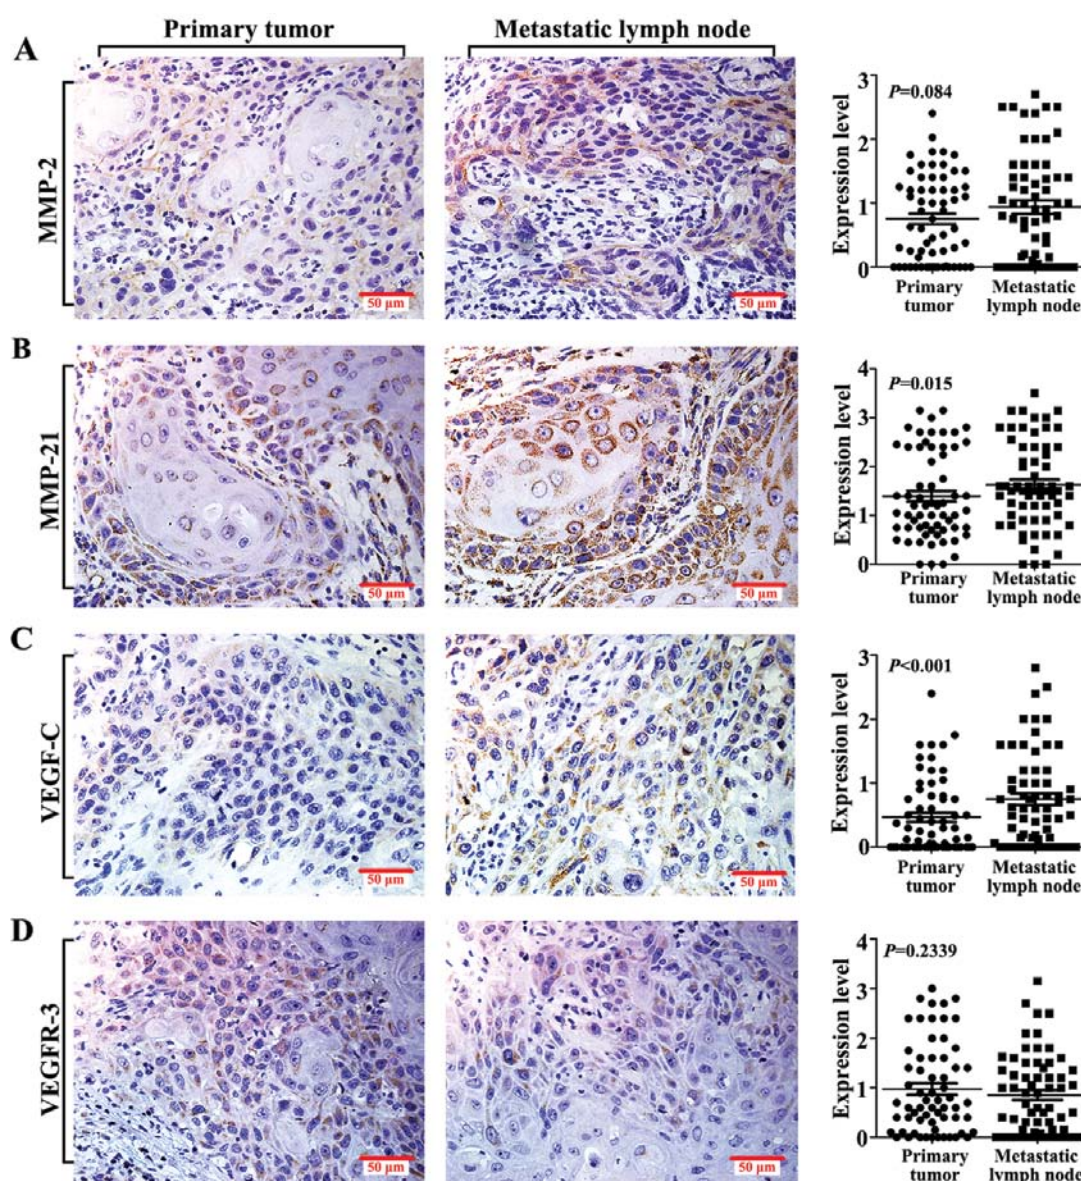 Primary tumor
Metastatic lymph node
A
MMP-2
50 µm
50 µm
Expression level
3
2
1
0
P=0.084
Primary
tumor
Metastatic
lymph node
B
MMP-21
50 µm
50 µm
Expression level
4
3
2
1
0
P=0.015
Primary
tumor
Metastatic
lymph node
C
VEGF-C
50 µm
50 µm
Expression level
3
2
1
0
P<0.001
Primary
tumor
Metastatic
lymph node
D
VEGFR-3
50 µm
50 µm
Expression level
4
3
2
1
0
P=0.2339
Primary
tumor
Metastatic
lymph node